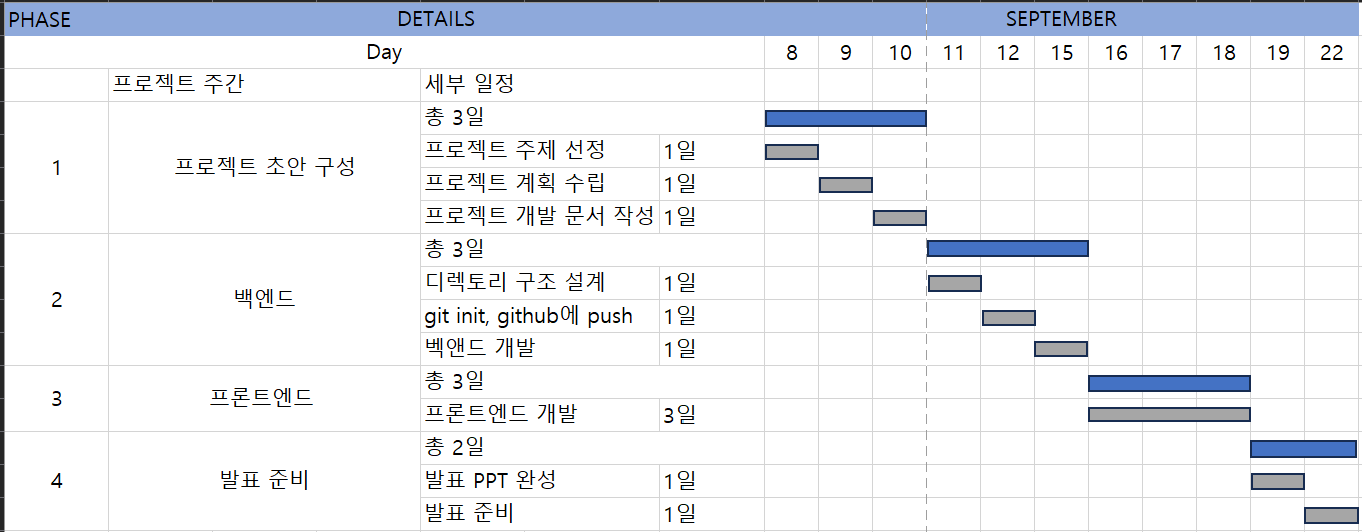 PHASE DETAILS SEPTEMBER
Day 8 9 10 11 12 15 16 17 18 19 22
프로젝트 주간 세부 일정
총 3일
프로젝트 주제 선정 1일
1 프로젝트 초안 구성
프로젝트 계획 수립 1일
프로젝트 개발 문서 작성 1일
총 3일
디렉토리 구조 설계 1일
2 백엔드
git init, github에 push 1일
벡앤드 개발 1일
총 3일
3 프론트엔드
프론트엔드 개발 3일
총 2일
4 발표 준비
발표 PPT 완성 1일
발표 준비 1일